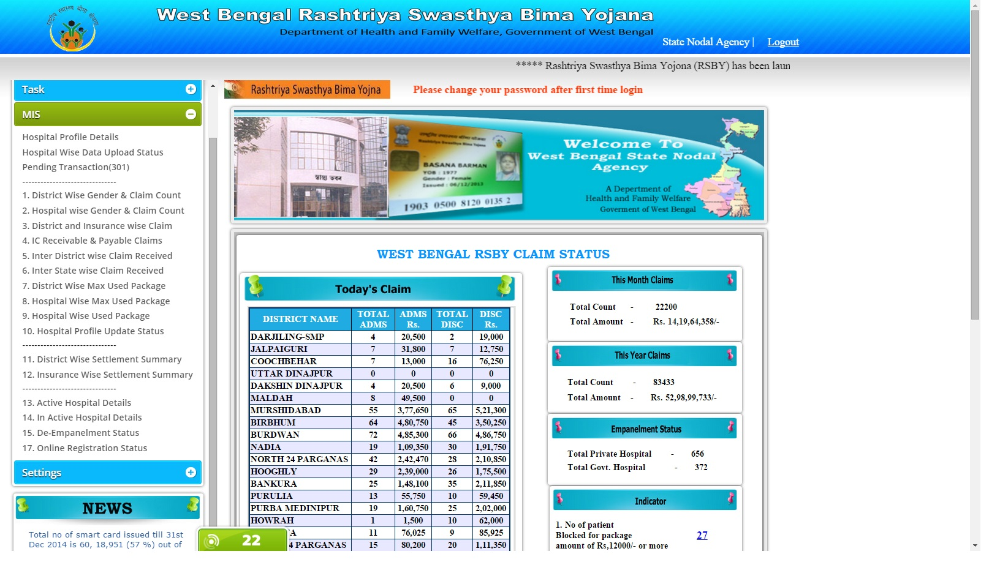 West Bengal Rashtriya Swasthya Bima Yojana
Department of Health and Family Welfare, Government of West Bengal
State Nodal Agency | Logout
***** Rashtriya Swasthya Bima Yojona (RSBY) has been laun
Task
MIS
Hospital Profile Details
Hospital Wise Data Upload Status
Pending Transaction(301)
-------------------------------
1. District Wise Gender & Claim Count
2. Hospital wise Gender & Claim Count
3. District and Insurance wise Claim
4. IC Receivable & Payable Claims
5. Inter District wise Claim Received
6. Inter State wise Claim Received
7. District Wise Max Used Package
8. Hospital Wise Max Used Package
9. Hospital Wise Used Package
10. Hospital Profile Update Status
-------------------------------
11. District Wise Settlement Summary
12. Insurance Wise Settlement Summary
-------------------------------
13. Active Hospital Details
14. In Active Hospital Details
15. De-Empanelment Status
17. Online Registration Status
Settings
NEWS
Total no of smart card issued till 31st
Dec 2014 is 60, 18,951 (57 %) out of
22
Rashtriya Swasthya Bima Yojna
Please change your password after first time login
স্বাস্থ্য ভবন
Rashtriya Swasthya Bima Yojana
BASANA BARMAN
YOB : 1977
Gender : Female
Issued : 06/12/2013
1903 0500 8120 0135 2
Welcome To
West Bengal State Nodal
Agency
A Department of
Health and Family Welfare
Goverment of West Bengal
WEST BENGAL RSBY CLAIM STATUS
Today's Claim
DISTRICT NAME TOTAL ADMS ADMS Rs. TOTAL DISC DISC Rs.
DARJILING-SMP 4 20,500 2 19,000
JALPAIGURI 7 31,800 7 12,750
COOCHBEHAR 7 13,000 16 76,250
UTTAR DINAJPUR 0 0 0 0
DAKSHIN DINAJPUR 4 20,500 6 9,000
MALDAH 8 49,500 0 0
MURSHIDABAD 55 3,77,650 65 5,21,300
BIRBHUM 64 4,80,750 45 3,50,250
BURDWAN 72 4,85,300 66 4,86,750
NADIA 19 1,09,350 30 1,91,750
NORTH 24 PARGANAS 42 2,42,470 28 2,10,850
HOOGHLY 29 2,39,000 26 1,75,500
BANKURA 25 1,48,100 35 2,11,850
PURULIA 13 55,750 10 59,450
PURBA MEDINIPUR 19 1,60,750 25 2,02,000
HOWRAH 1 1,500 10 62,000
A 11 76,025 9 85,925
4 PARGANAS 15 80,200 20 1,11,350
This Month Claims
Total Count - 22200
Total Amount - Rs. 14,19,64,358/-
This Year Claims
Total Count - 83433
Total Amount - Rs. 52,98,99,733/-
Empanelment Status
Total Private Hospital - 656
Total Govt. Hospital - 372
Indicator
1. No of patient
Blocked for package 27
amount of Rs,12000/- or more